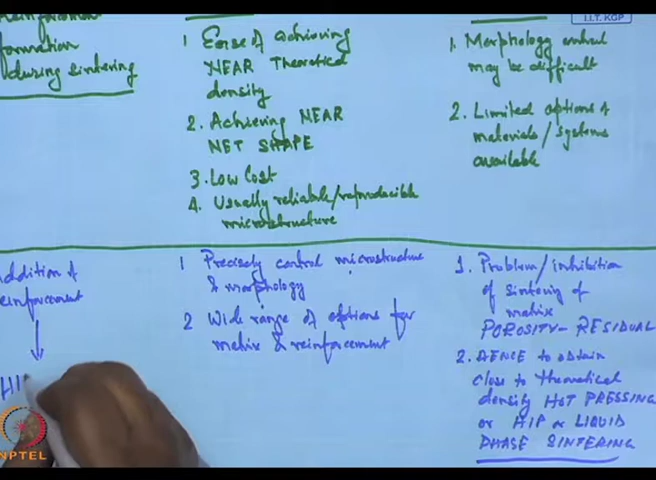 I.I.T. KGP
formation
during sintering
1 Ease of achieving
NEAR Theoretical
density
2. Achieving NEAR
NET SHAPE
3. Low Cost
4. Usually reliable/reproducible
microstructure
1. Morphology control
may be difficult
2. Limited options of
materials/systems
available
addition of
reinforcement
HI
1 Precisely control microstructure
& morphology
2 Wide range of options for
matrix & reinforcement
1. Problem/inhibition
of sintering of
matrix
POROSITY - RESIDUAL
2. HENCE to obtain
close to theoretical
density HOT PRESSING
or HIP or LIQUID
PHASE SINTERING
NPTEL